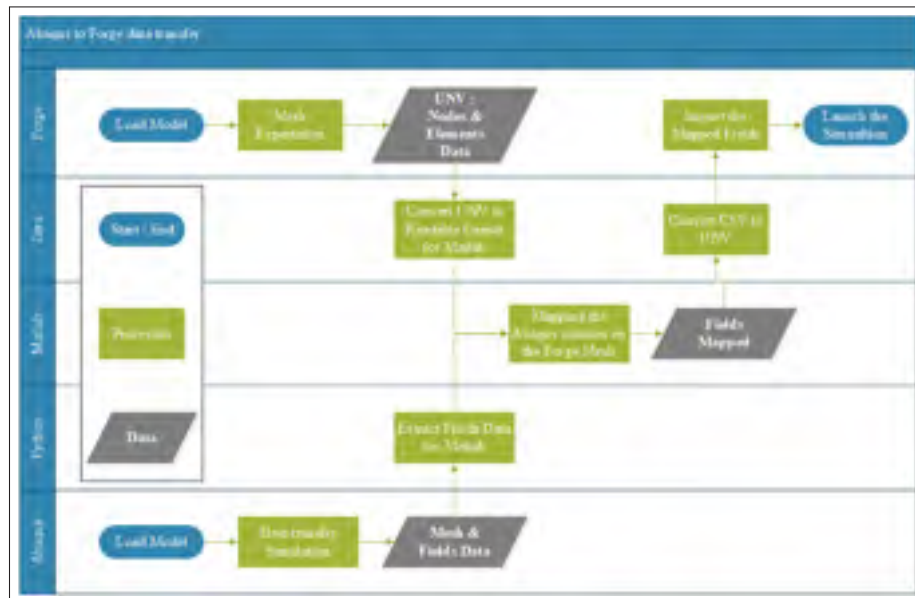 Abaqus to Forge data transfer
Forge
Load Model
Mesh
Exportation
UNV :
Nodes &
Elements
Data
Import the
Mapped Fields
Launch the
Simulation
Java
Start / End
Convert UNV to
Readable format
for Matlab
Convert CSV to
UNV
Matlab
Processus
Mapped the
Abaqus
on
the Forge Mesh
Fields
Mapped
Python
Data
Extract Fields Data
for Matlab
Abaqus
Load Model
Simulation
Mesh &
Fields Data